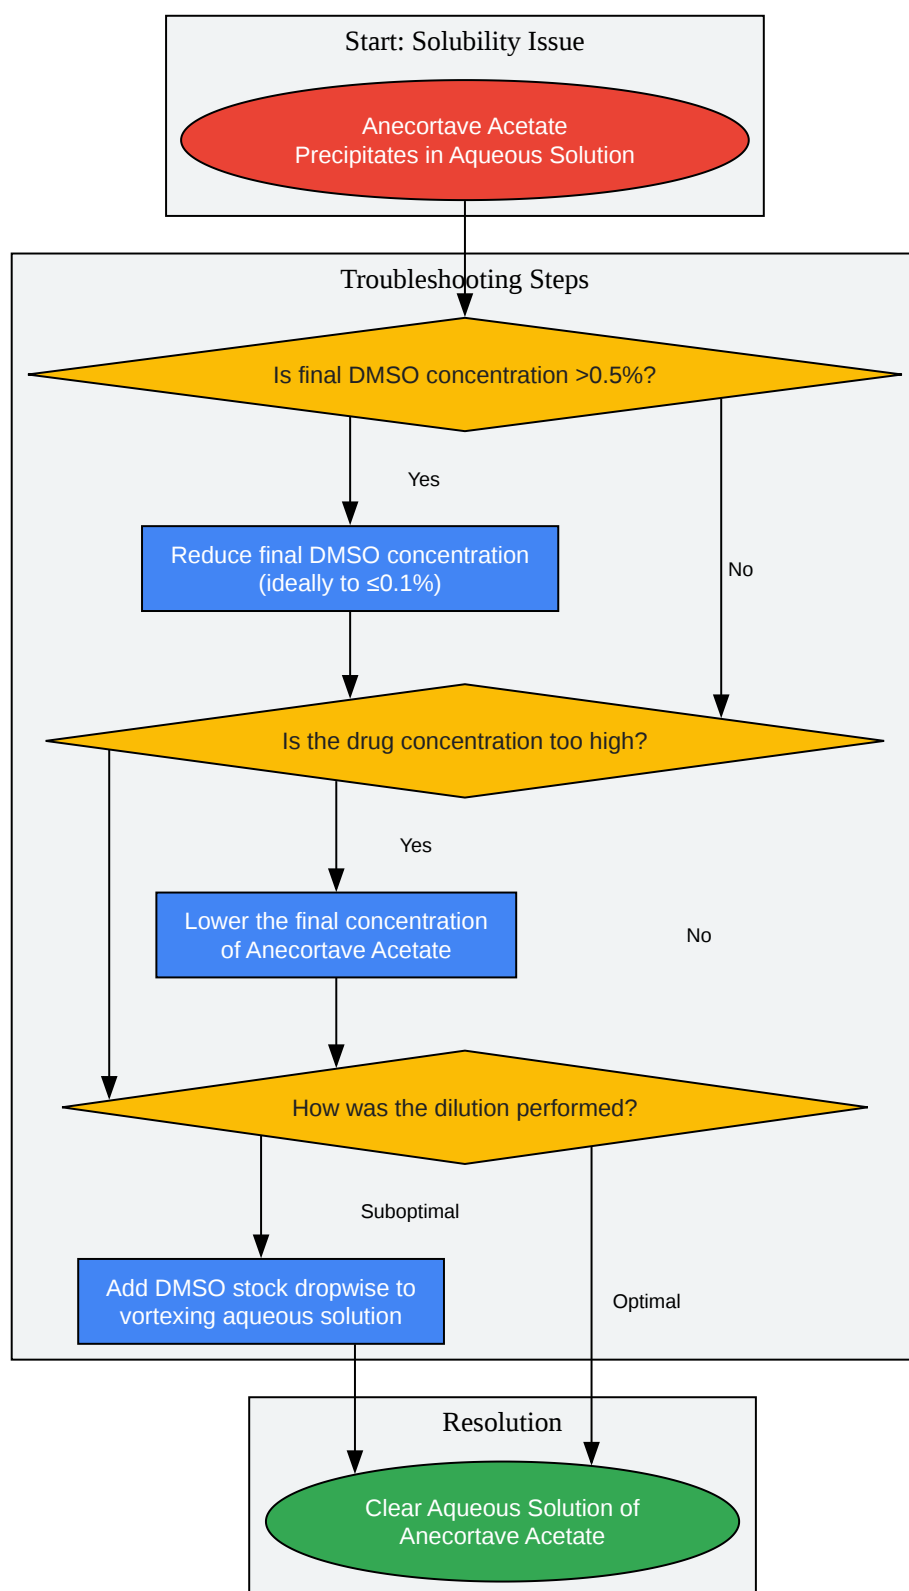 Start: Solubility Issue
Anecortave Acetate
Precipitates in Aqueous Solution
Troubleshooting Steps
Is final DMSO concentration >0.5%?
Yes
Reduce final DMSO concentration
(ideally to ≤0.1%)
No
Is the drug concentration too high?
Yes
Lower the final concentration
of Anecortave Acetate
No
How was the dilution performed?
Suboptimal
Add DMSO stock dropwise to
vortexing aqueous solution
Optimal
Resolution
Clear Aqueous Solution of
Anecortave Acetate